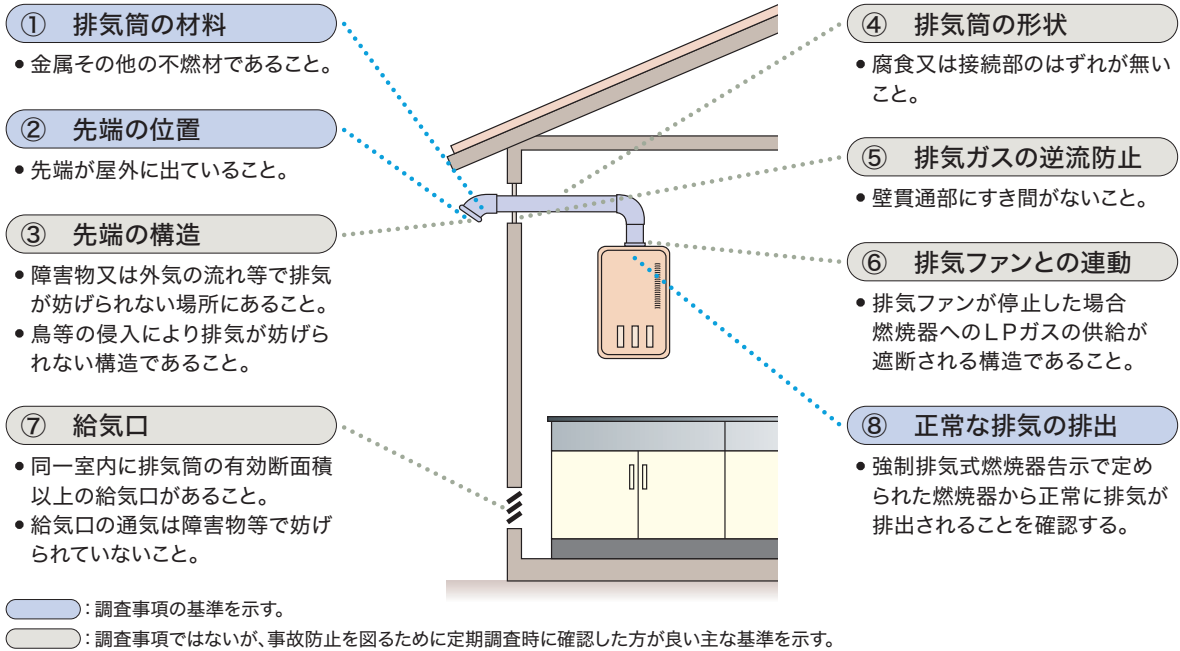 ① 排気筒の材料
● 金属その他の不燃材であること。
② 先端の位置
● 先端が屋外に出ていること。
③ 先端の構造
● 障害物又は外気の流れ等で排気
が妨げられない場所にあること。
● 鳥等の侵入により排気が妨げら
れない構造であること。
⑦ 給気口
● 同一室内に排気筒の有効断面積
以上の給気口があること。
● 給気口の通気は障害物等で妨げ
られていないこと。
④ 排気筒の形状
● 腐食又は接続部のはずれが無い
こと。
⑤ 排気ガスの逆流防止
● 壁貫通部にすき間がないこと。
⑥ 排気ファンとの連動
● 排気ファンが停止した場合
燃焼器へのLPガスの供給が
遮断される構造であること。
⑧ 正常な排気の排出
● 強制排気式燃焼器告示で定め
られた燃焼器から正常に排気が
排出されることを確認する。
：調査事項の基準を示す。
：調査事項ではないが、事故防止を図るために定期調査時に確認した方が良い主な基準を示す。